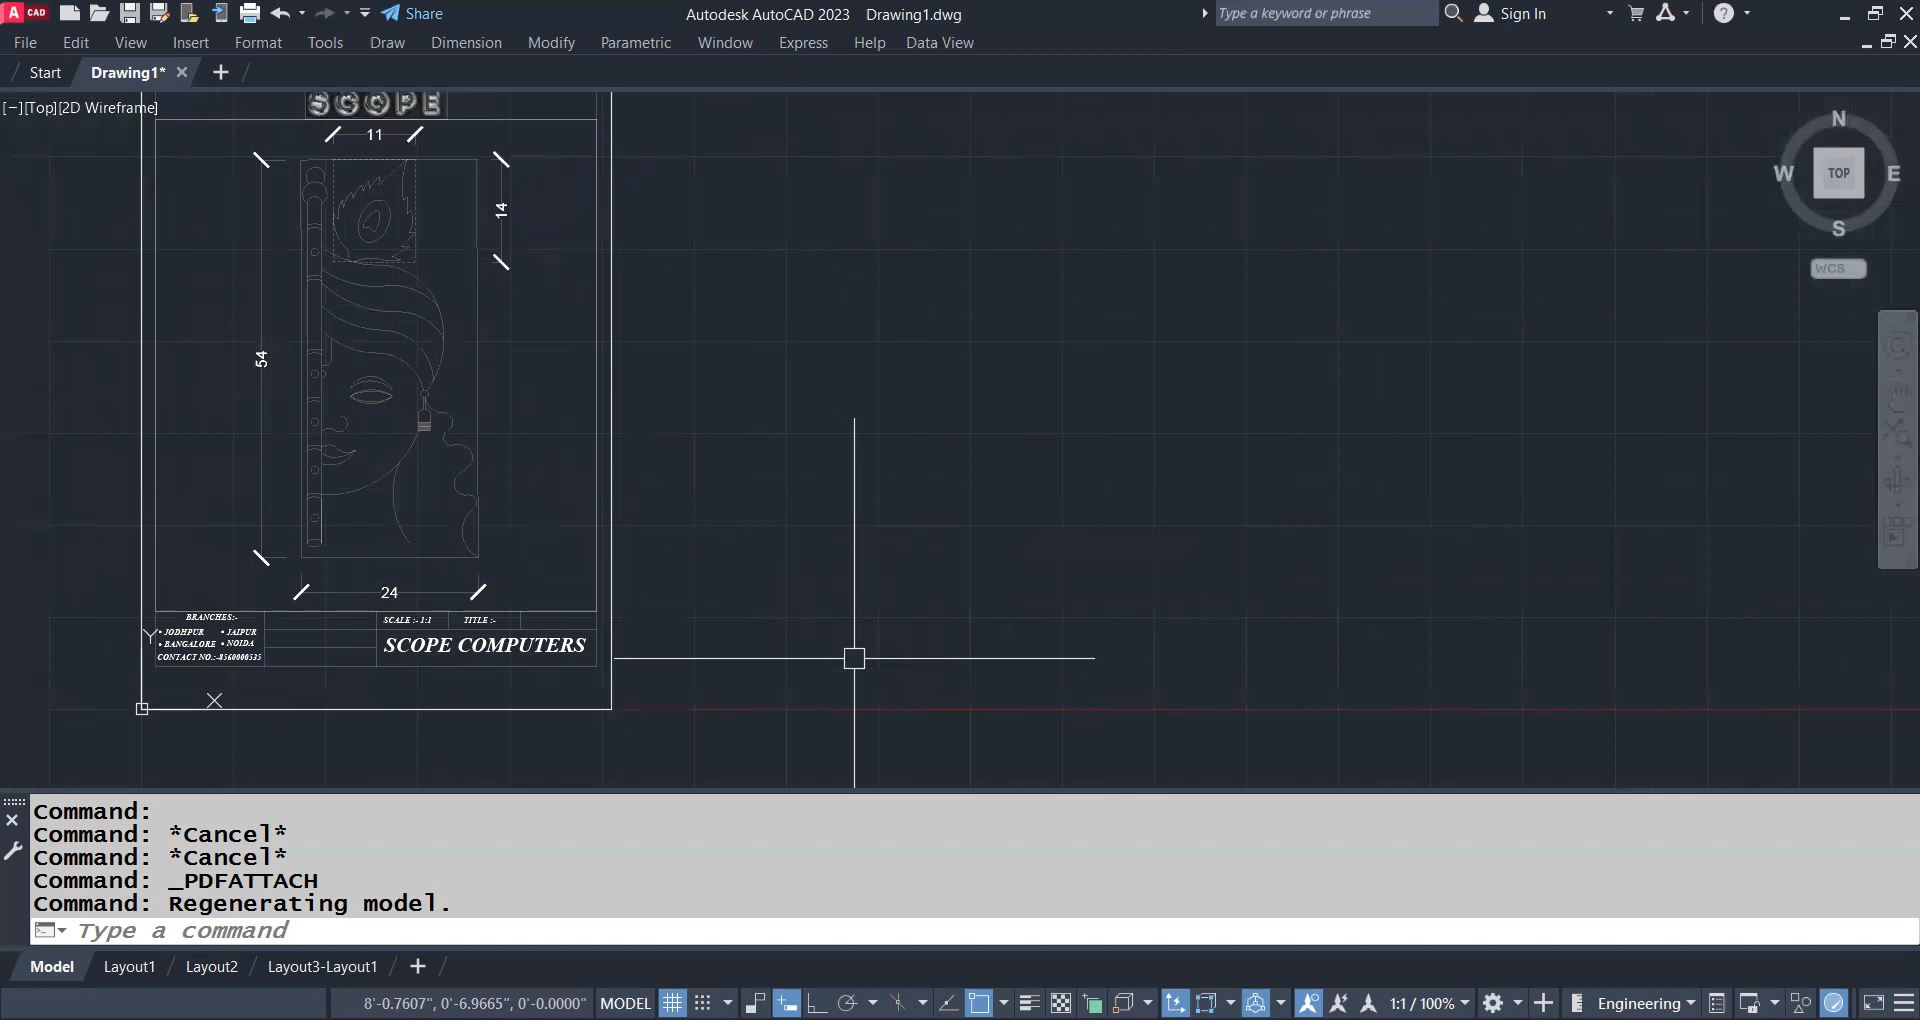 A CAD
Share
Autodesk AutoCAD 2023 Drawing1.dwg
Type a keyword or phrase
Sign In
File Edit View Insert Format Tools Draw Dimension Modify Parametric Window Express Help Data View
Start
Drawing1*
[−][Top][2D Wireframe]
SCOPE
11
14
54
24
BRANCHES:-
• JODHPUR • JAIPUR
• BANGALORE • NOIDA
CONTACT NO.:-8560000535
SCALE :- 1:1 TITLE :-
SCOPE COMPUTERS
Y
X
N
W TOP E
S
WCS
Command:
Command: *Cancel*
Command: *Cancel*
Command: _PDFATTACH
Command: Regenerating model.
Type a command
Model Layout1 Layout2 Layout3-Layout1
8'-0.7607", 0'-6.9665", 0'-0.0000" MODEL 1:1 / 100% Engineering